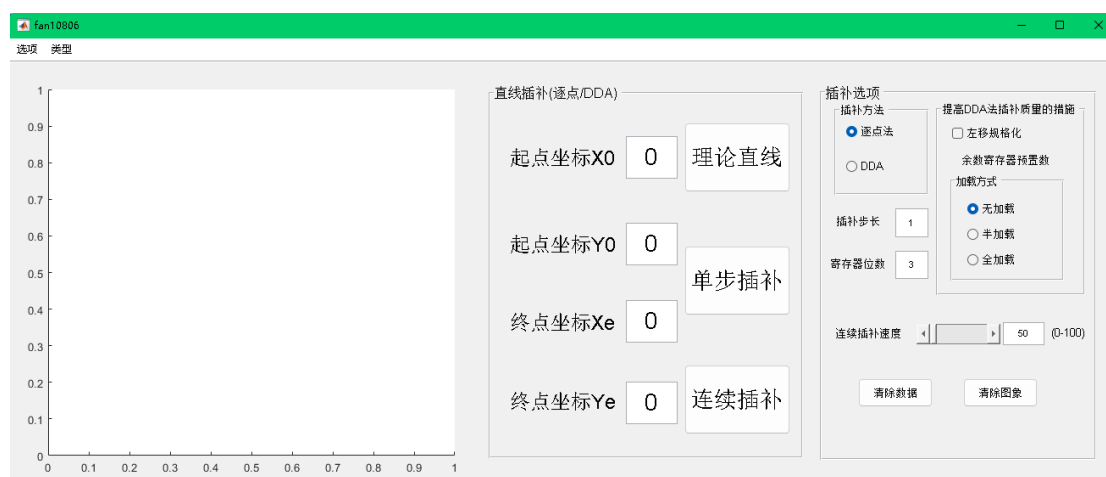 fan10806
选项 类型
1
0.9
0.8
0.7
0.6
0.5
0.4
0.3
0.2
0.1
0
0 0.1 0.2 0.3 0.4 0.5 0.6 0.7 0.8 0.9 1
直线插补(逐点/DDA)
起点坐标X0 0 理论直线
起点坐标Y0 0
单步插补
终点坐标Xe 0
终点坐标Ye 0 连续插补
插补选项
插补方法
逐点法
DDA
提高DDA法插补质量的措施
左移规格化
余数寄存器预置数
加载方式
无加载
半加载
全加载
插补步长 1
寄存器位数 3
连续插补速度 50 (0-100)
清除数据 清除图象